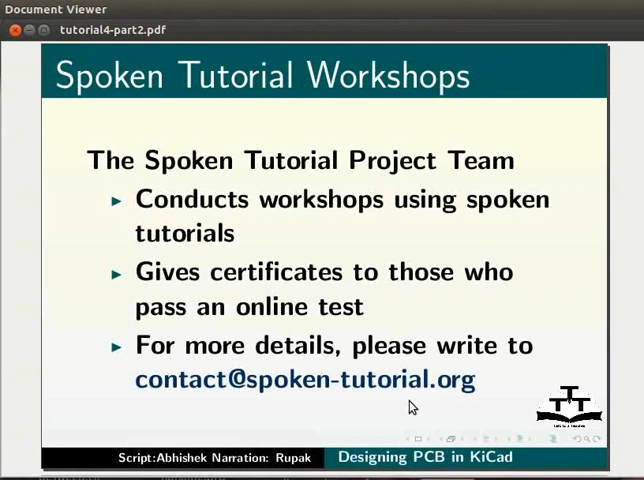 Document Viewer
tutorial4-part2.pdf
Spoken Tutorial Workshops
The Spoken Tutorial Project Team
Conducts workshops using spoken
tutorials
Gives certificates to those who
pass an online test
For more details, please write to
contact@spoken-tutorial.org
Script:Abhishek Narration: Rupak
Designing PCB in KiCad